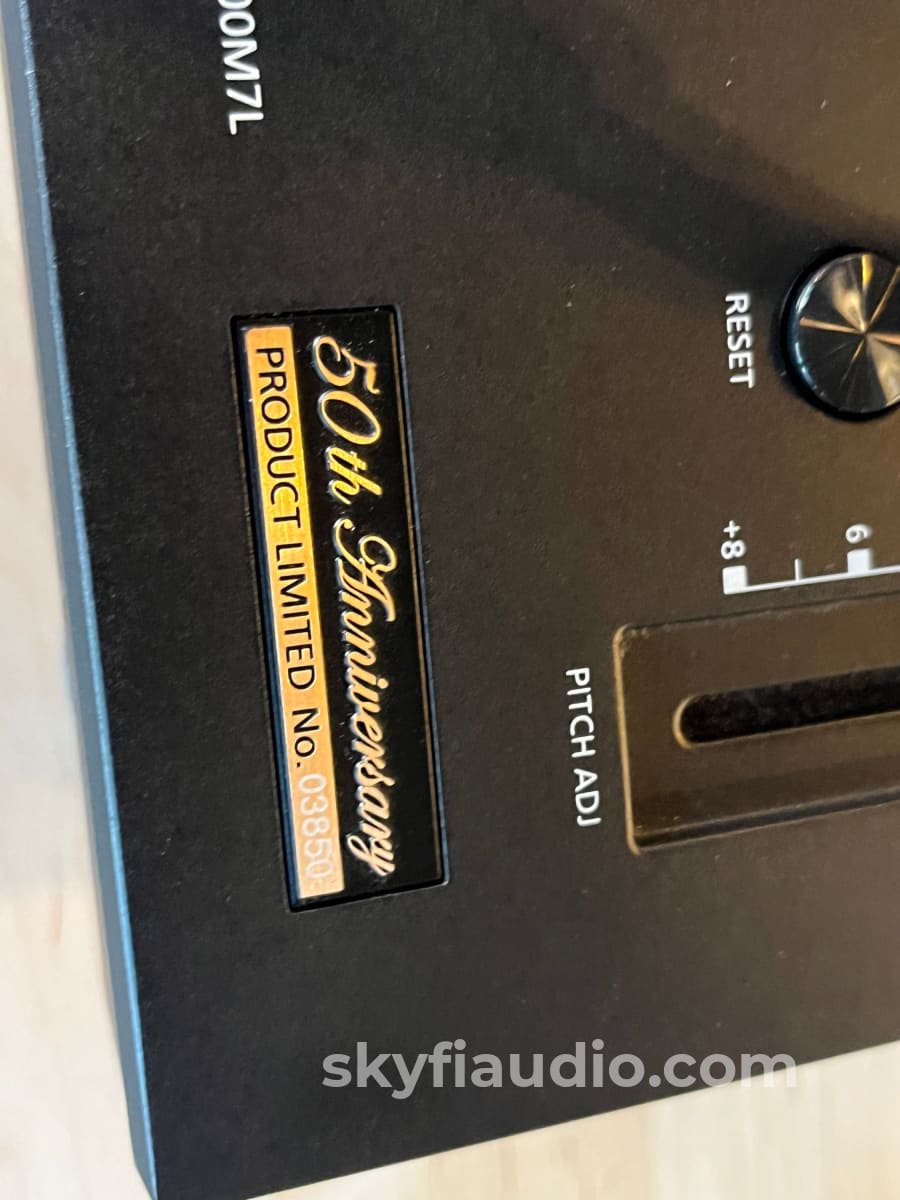 00M7L
RESET
+8
6
PITCH ADJ
50th Anniversary
PRODUCT LIMITED No. 03850
skyfiaudio.com